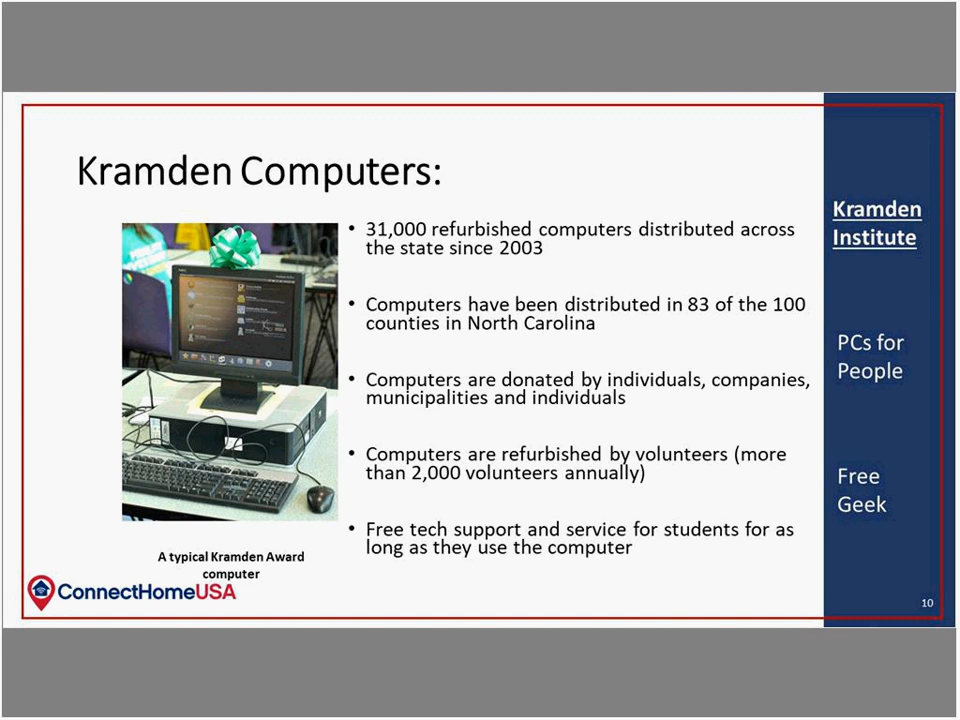 Kramden Computers:
• 31,000 refurbished computers distributed across
the state since 2003
• Computers have been distributed in 83 of the 100
counties in North Carolina
• Computers are donated by individuals, companies,
municipalities and individuals
• Computers are refurbished by volunteers (more
than 2,000 volunteers annually)
• Free tech support and service for students for as
long as they use the computer
A typical Kramden Award
computer
ConnectHomeUSA
Kramden
Institute
PCs for
People
Free
Geek
10